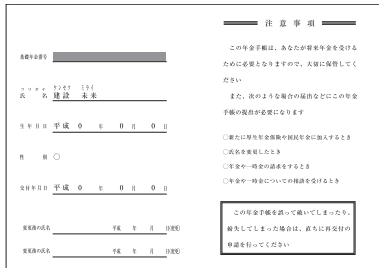 基礎年金番号
フリガナ ケンセツ ミライ
氏名 建設 未来
生年月日 平成 0 年 0 月 0 日
性別 ○
交付年月日 平成 0 年 0 月 0 日
変更後の氏名 平成 年 月 日(変更)
変更後の氏名 平成 年 月 日(変更)
注意事項
この年金手帳は、あなたが将来年金を受ける
ために必要となりますので、大切に保管してく
ださい
また、次のような場合の届出などにこの年金
手帳の提出が必要になります
○新たに厚生年金保険や国民年金に加入するとき
○氏名を変更したとき
○年金や一時金の請求をするとき
○年金や一時金についての相談を受けるとき
この年金手帳を誤って破いてしまったり、
紛失してしまった場合は、直ちに再交付の
申請を行ってください